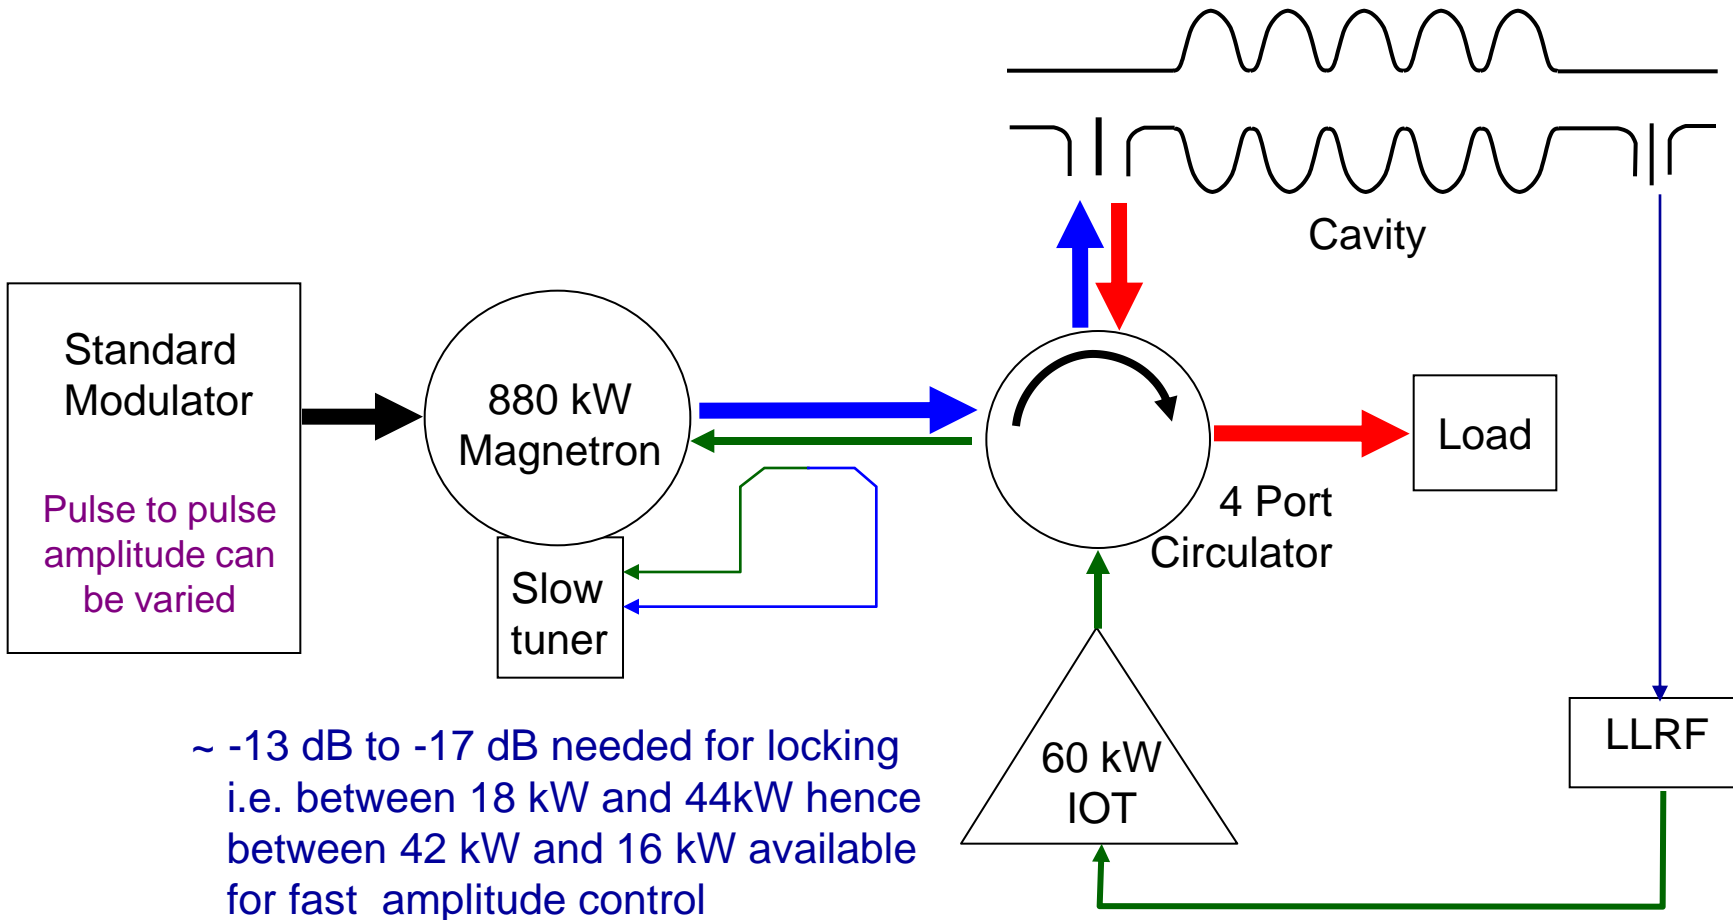 Cavity
Standard
Modulator
Pulse to pulse
amplitude can
be varied
880 kW
Magnetron
Slow
tuner
4 Port
Circulator
Load
60 kW
IOT
LLRF
~ -13 dB to -17 dB needed for locking
i.e. between 18 kW and 44kW hence
between 42 kW and 16 kW available
for fast  amplitude control